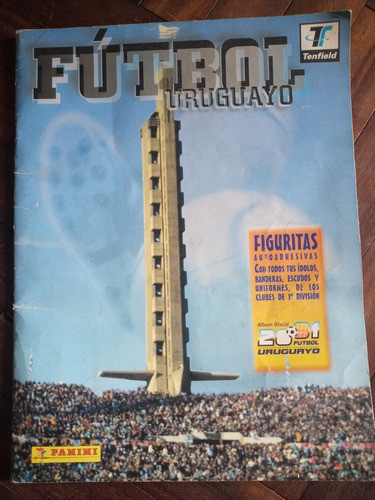 Tenfield
FÚTBOL
URUGUAYO
FIGURITAS
AUTOADHESIVAS
CON TODOS TUS ÍDOLOS,
BANDERAS, ESCUDOS Y
UNIFORMES, DE LOS
CLUBES DE 1ª DIVISIÓN
Album Oficial
2001
FUTBOL
URUGUAYO
PANINI